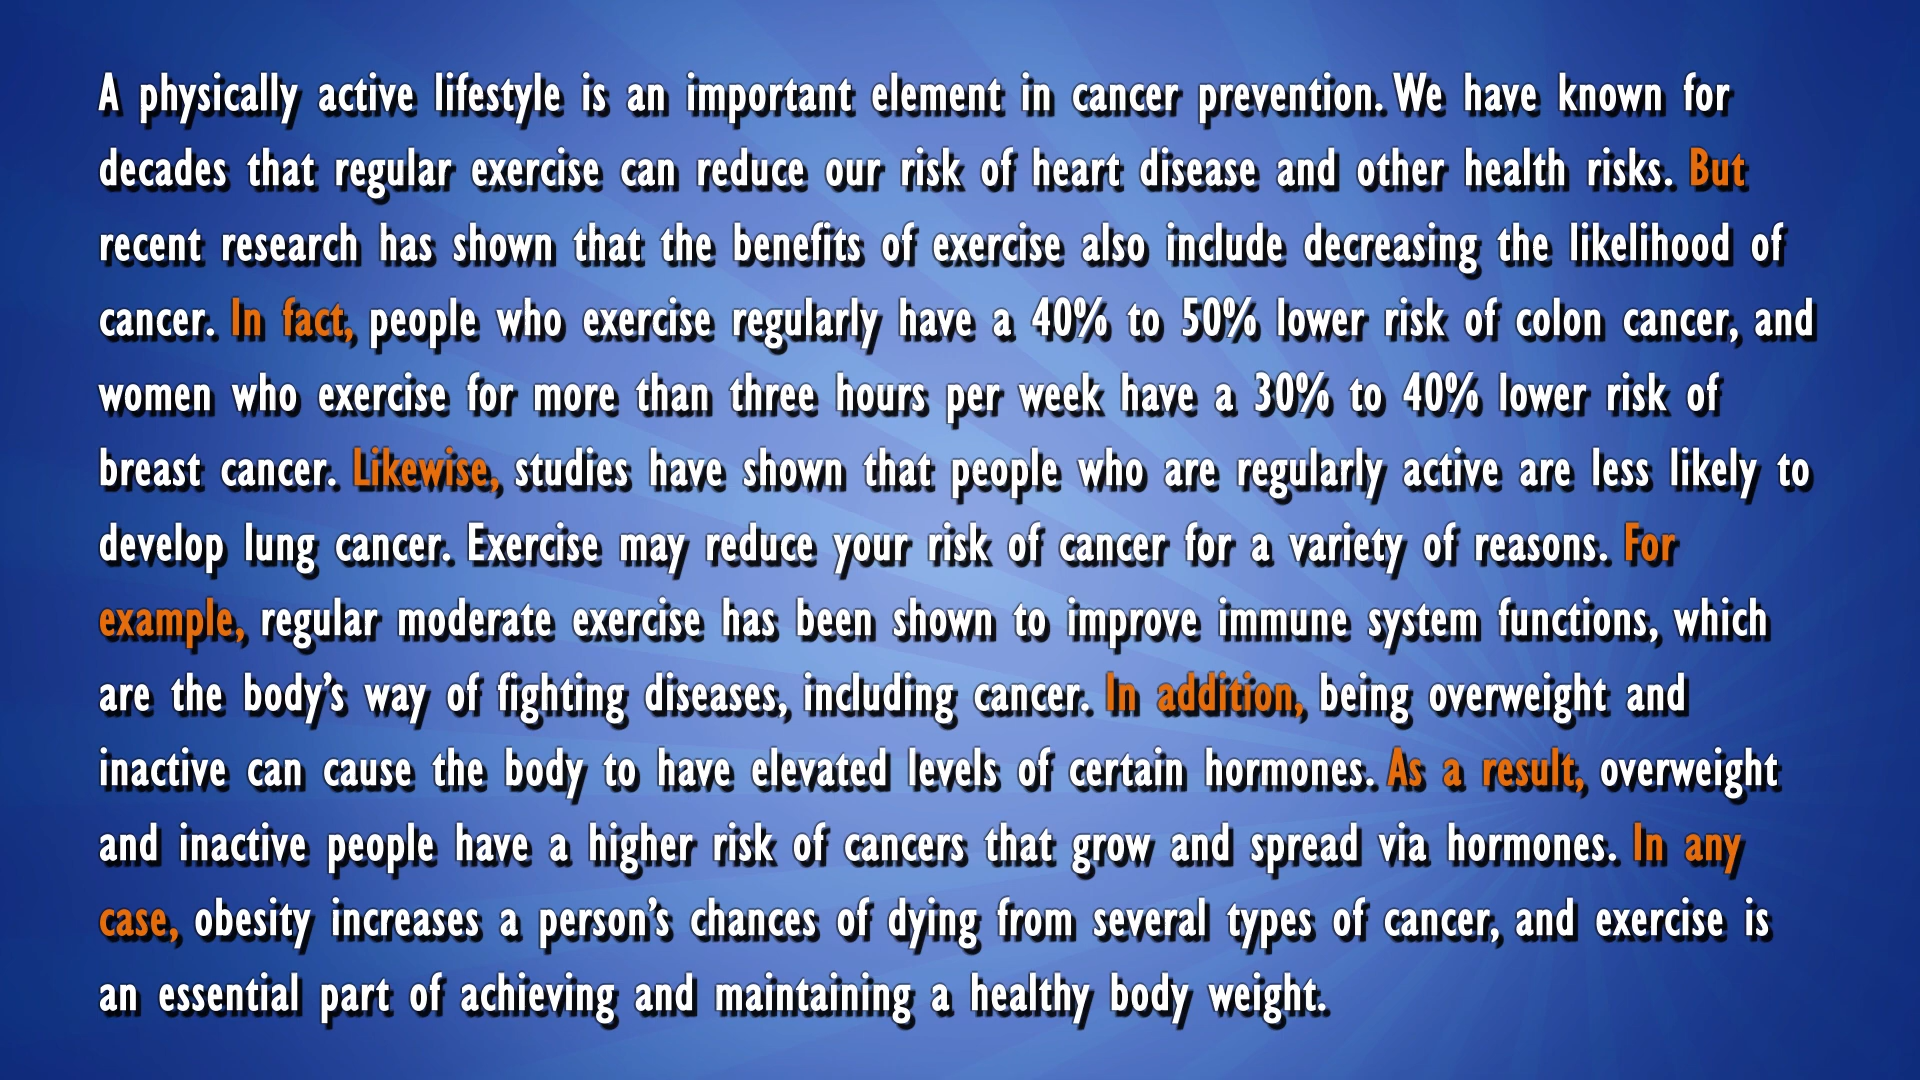 A physically active lifestyle is an important element in cancer prevention. We have known for
decades that regular exercise can reduce our risk of heart disease and other health risks. But
recent research has shown that the benefits of exercise also include decreasing the likelihood of
cancer. In fact, people who exercise regularly have a 40% to 50% lower risk of colon cancer, and
women who exercise for more than three hours per week have a 30% to 40% lower risk of
breast cancer. Likewise, studies have shown that people who are regularly active are less likely to
develop lung cancer. Exercise may reduce your risk of cancer for a variety of reasons. For
example, regular moderate exercise has been shown to improve immune system functions, which
are the body’s way of fighting diseases, including cancer. In addition, being overweight and
inactive can cause the body to have elevated levels of certain hormones. As a result, overweight
and inactive people have a higher risk of cancers that grow and spread via hormones. In any
case, obesity increases a person’s chances of dying from several types of cancer, and exercise is
an essential part of achieving and maintaining a healthy body weight.